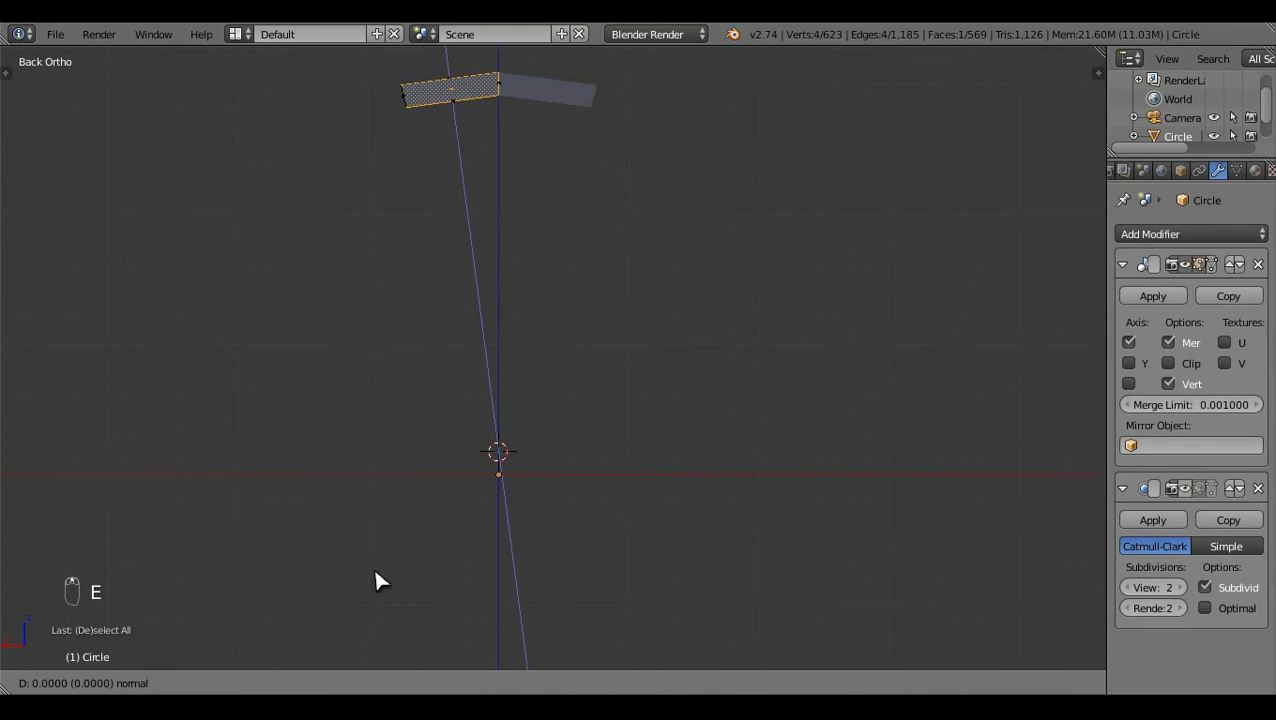 File Render Window Help Default Scene Blender Render v2.74 | Verts:4/623 | Edges:4/1,185 | Faces:1/569 | Tris:1,126 | Mem:21.60M (11.03M) | Circle
Back Ortho
View Search All Sc
RenderLa
World
Camera
Circle
Circle
Add Modifier
Apply Copy
Axis: Options: Textures:
Mer U
Y Clip V
Vert
Merge Limit: 0.001000
Mirror Object:
Apply Copy
Catmull-Clark Simple
Subdivisions: Options:
View: 2 Subdivid
Rende:2 Optimal
E
z
Last: (De)select All
(1) Circle
D: 0.0000 (0.0000) normal